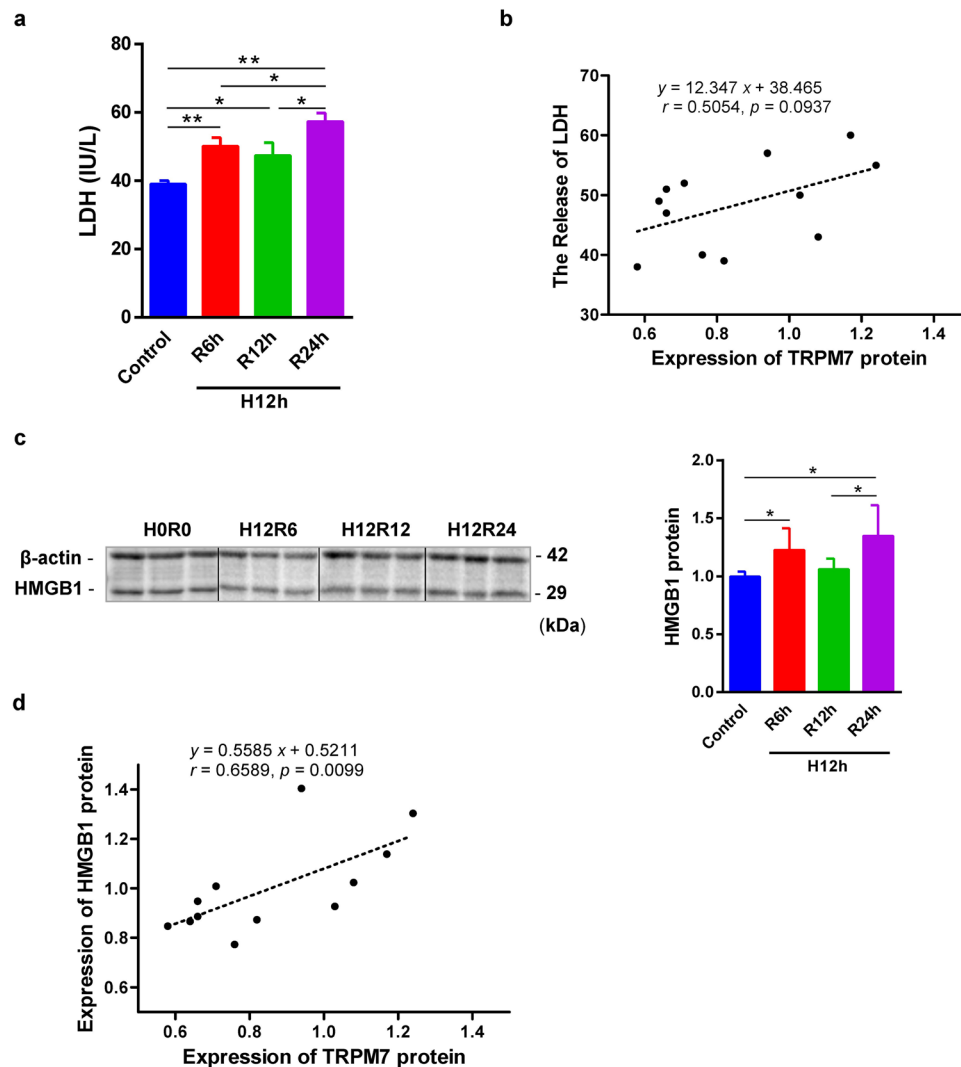 a
LDH (IU/L)
80
60
40
20
0
**
*
*
*
**
Control
R6h
R12h
R24h
H12h
b
y = 12.347 x + 38.465
r = 0.5054, p = 0.0937
The Release of LDH
70
60
50
40
30
0.6 0.8 1.0 1.2 1.4
Expression of TRPM7 protein
c
H0R0 H12R6 H12R12 H12R24
β-actin - - 42
HMGB1 - - 29
(kDa)
HMGB1 protein
2.0
1.5
1.0
0.5
0.0
*
*
*
Control
R6h
R12h
R24h
H12h
d
y = 0.5585 x + 0.5211
r = 0.6589, p = 0.0099
Expression of HMGB1 protein
1.4
1.2
1.0
0.8
0.6
0.6 0.8 1.0 1.2 1.4
Expression of TRPM7 protein